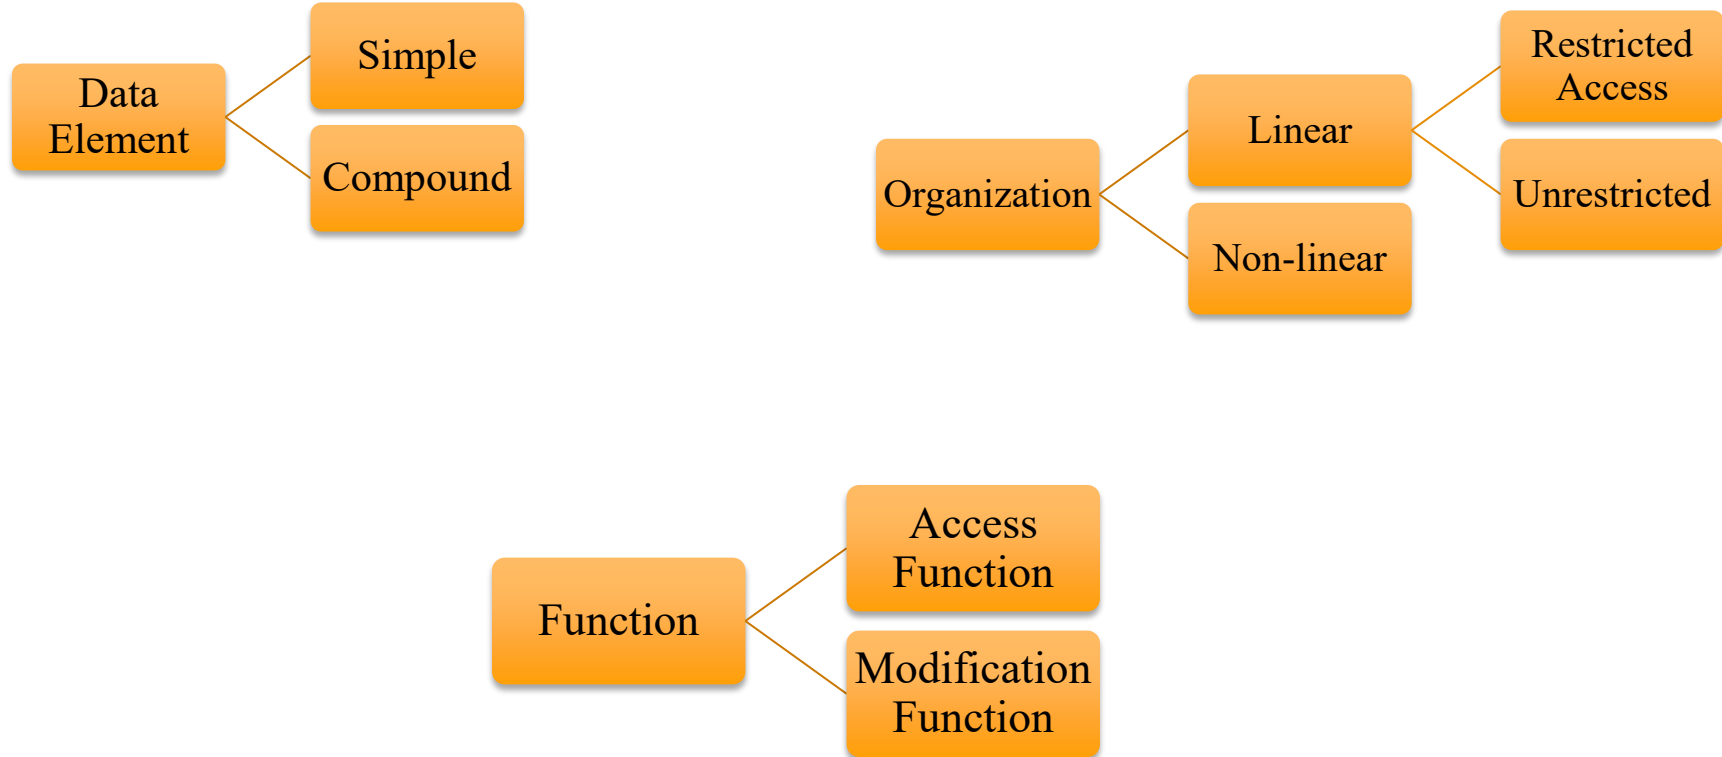 Data
Element
Simple
Compound
Organization
Linear
Non-linear
Restricted
Access
Unrestricted
Function
Access
Function
Modification
Function